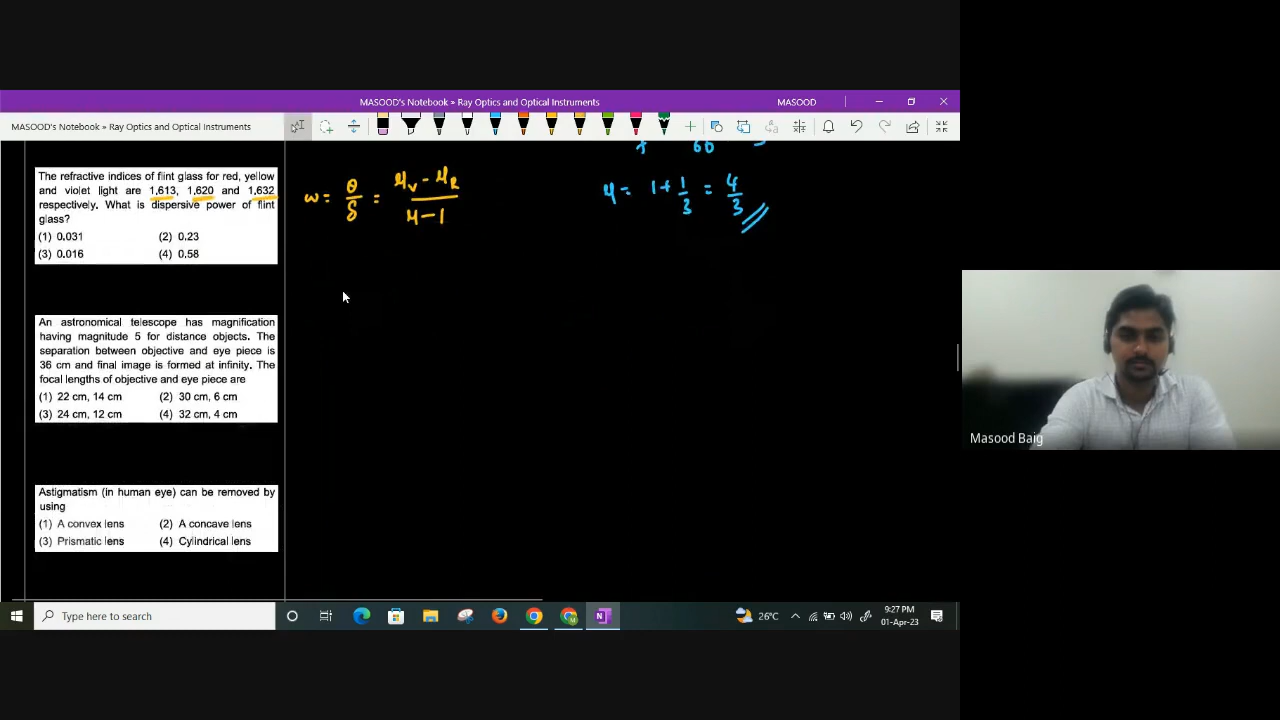 MASOOD's Notebook » Ray Optics and Optical Instruments
MASOOD
MASOOD's Notebook » Ray Optics and Optical Instruments
The refractive indices of flint glass for red, yellow
and violet light are 1,613, 1,620 and 1,632
respectively. What is dispersive power of flint
glass?
(1) 0.031 (2) 0.23
(3) 0.016 (4) 0.58
ω = θ/δ = (μv - μR)/(μ - 1)
60
μ = 1 + 1/3 = 4/3
An astronomical telescope has magnification
having magnitude 5 for distance objects. The
separation between objective and eye piece is
36 cm and final image is formed at infinity. The
focal lengths of objective and eye piece are
(1) 22 cm, 14 cm (2) 30 cm, 6 cm
(3) 24 cm, 12 cm (4) 32 cm, 4 cm
Astigmatism (in human eye) can be removed by
using
(1) A convex lens (2) A concave lens
(3) Prismatic lens (4) Cylindrical lens
Masood Baig
Type here to search
26°C
9:27 PM
01-Apr-23